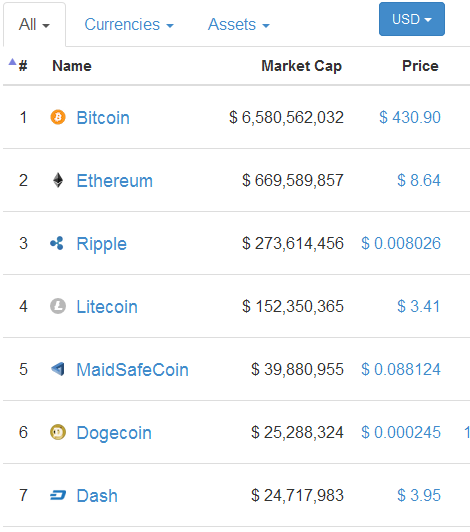 All Currencies Assets USD
# Name Market Cap Price
1 Bitcoin $ 6,580,562,032 $ 430.90
2 Ethereum $ 669,589,857 $ 8.64
3 Ripple $ 273,614,456 $ 0.008026
4 Litecoin $ 152,350,365 $ 3.41
5 MaidSafeCoin $ 39,880,955 $ 0.088124
6 Dogecoin $ 25,288,324 $ 0.000245 1
7 Dash $ 24,717,983 $ 3.95